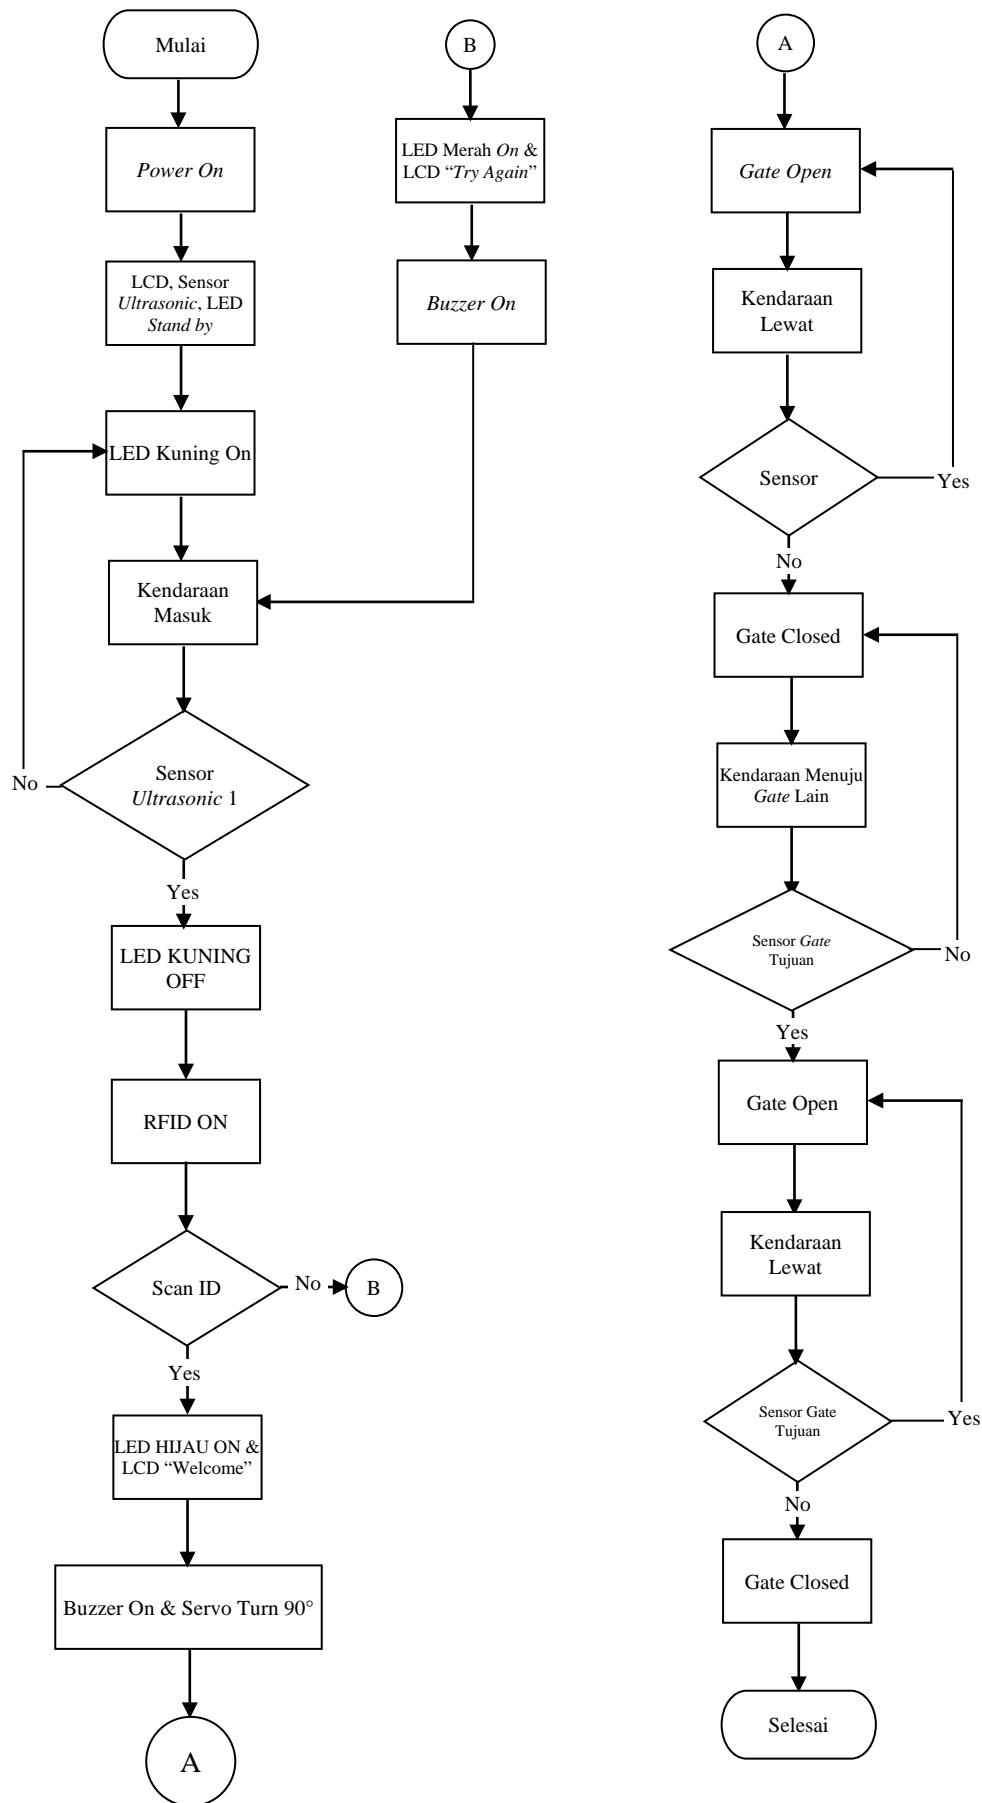 Mulai
Power On
LCD, Sensor
Ultrasonic, LED
Stand by
LED Kuning On
Kendaraan
Masuk
Sensor
Ultrasonic 1
No
Yes
LED KUNING
OFF
RFID ON
Scan ID
No
B
Yes
LED HIJAU ON &
LCD “Welcome”
Buzzer On & Servo Turn 90°
A
B
LED Merah On &
LCD “Try Again”
Buzzer On
A
Gate Open
Kendaraan
Lewat
Sensor
Yes
No
Gate Closed
Kendaraan Menuju
Gate Lain
Sensor Gate
Tujuan
No
Yes
Gate Open
Kendaraan
Lewat
Sensor Gate
Tujuan
Yes
No
Gate Closed
Selesai